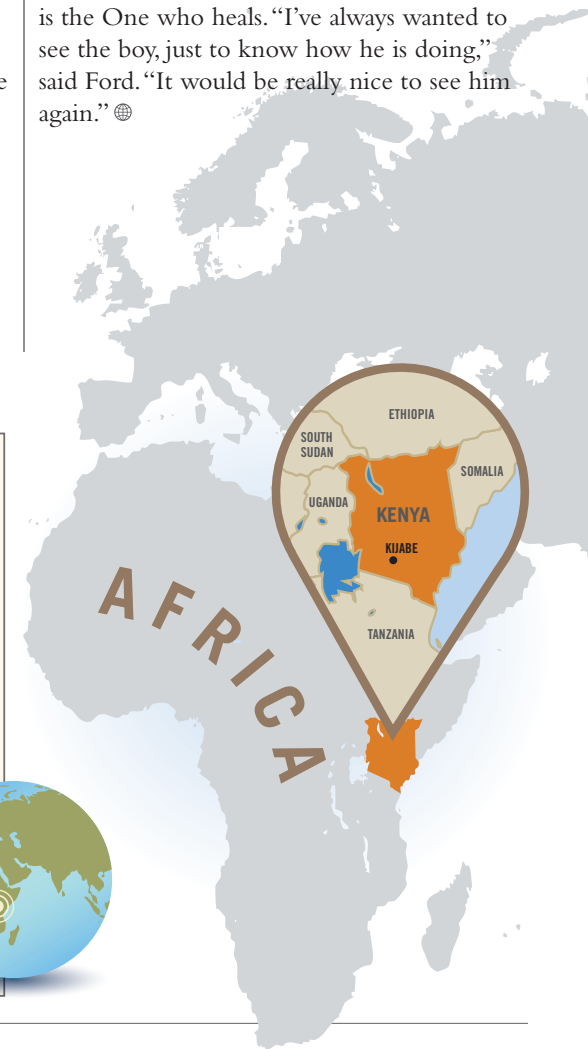 is the One who heals. “I’ve always wanted to
see the boy, just to know how he is doing,”
said Ford. “It would be really nice to see him
again.”
e
ETHIOPIA
SOUTH
SUDAN
SOMALIA
UGANDA
KENYA
KIJABE
TANZANIA
AFRICA